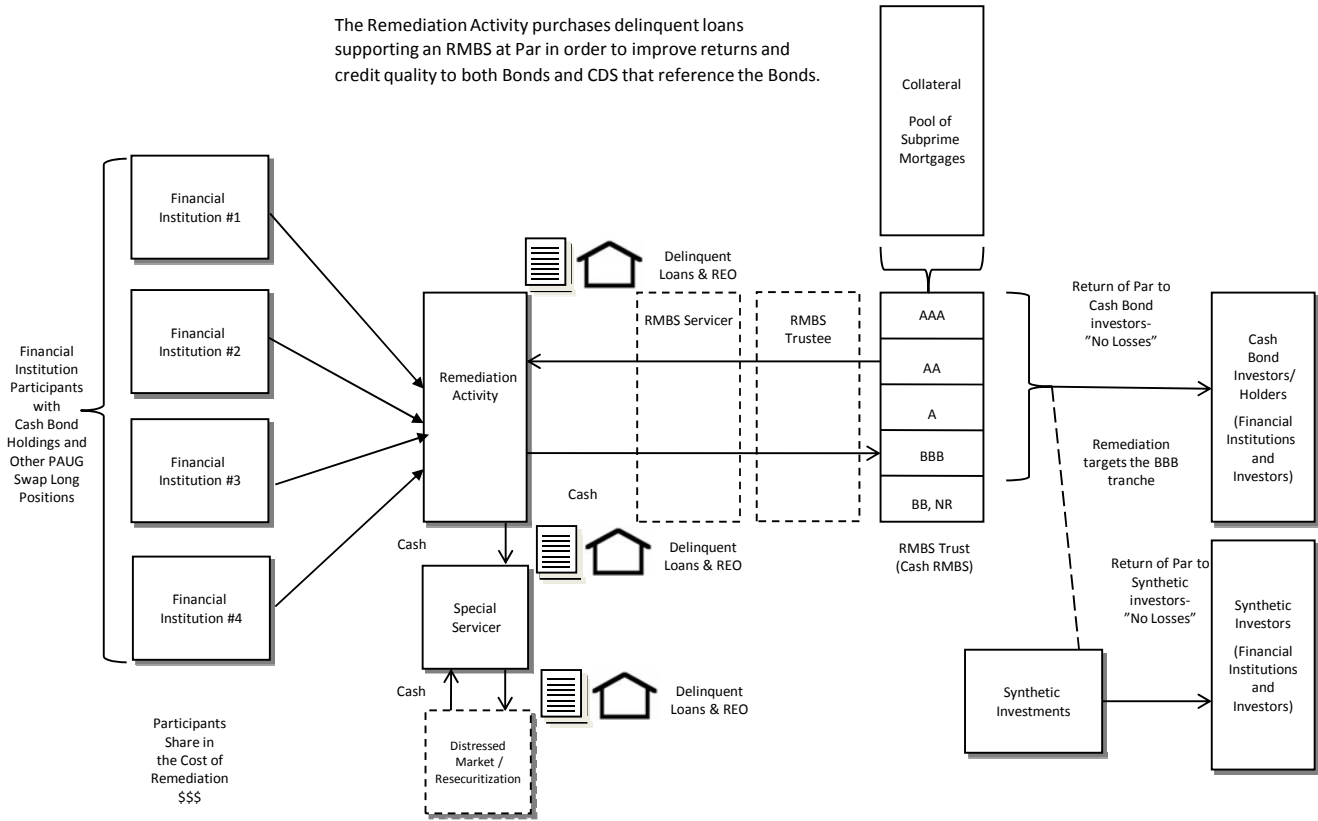 The Remediation Activity purchases delinquent loans
supporting an RMBS at Par in order to improve returns and
credit quality to both Bonds and CDS that reference the Bonds.
Collateral
Pool of
Subprime
Mortgages
Financial
Institution #1
Financial
Institution #2
Financial
Institution #3
Financial
Institution #4
Financial
Institution
Participants
with
Cash Bond
Holdings and
Other PAUG
Swap Long
Positions
Participants
Share in
the Cost of
Remediation
$$$
Remediation
Activity
Delinquent
Loans & REO
RMBS Servicer
RMBS
Trustee
Cash
AAA
AA
A
BBB
BB, NR
RMBS Trust
(Cash RMBS)
Return of Par to
Cash Bond
investors-
”No Losses”
Remediation
targets the BBB
tranche
Cash
Bond
Investors/
Holders
(Financial
Institutions
and
Investors)
Cash
Delinquent
Loans & REO
Special
Servicer
Cash
Delinquent
Loans & REO
Distressed
Market /
Resecuritization
Return of Par to
Synthetic
investors-
”No Losses”
Synthetic
Investments
Synthetic
Investors
(Financial
Institutions
and
Investors)